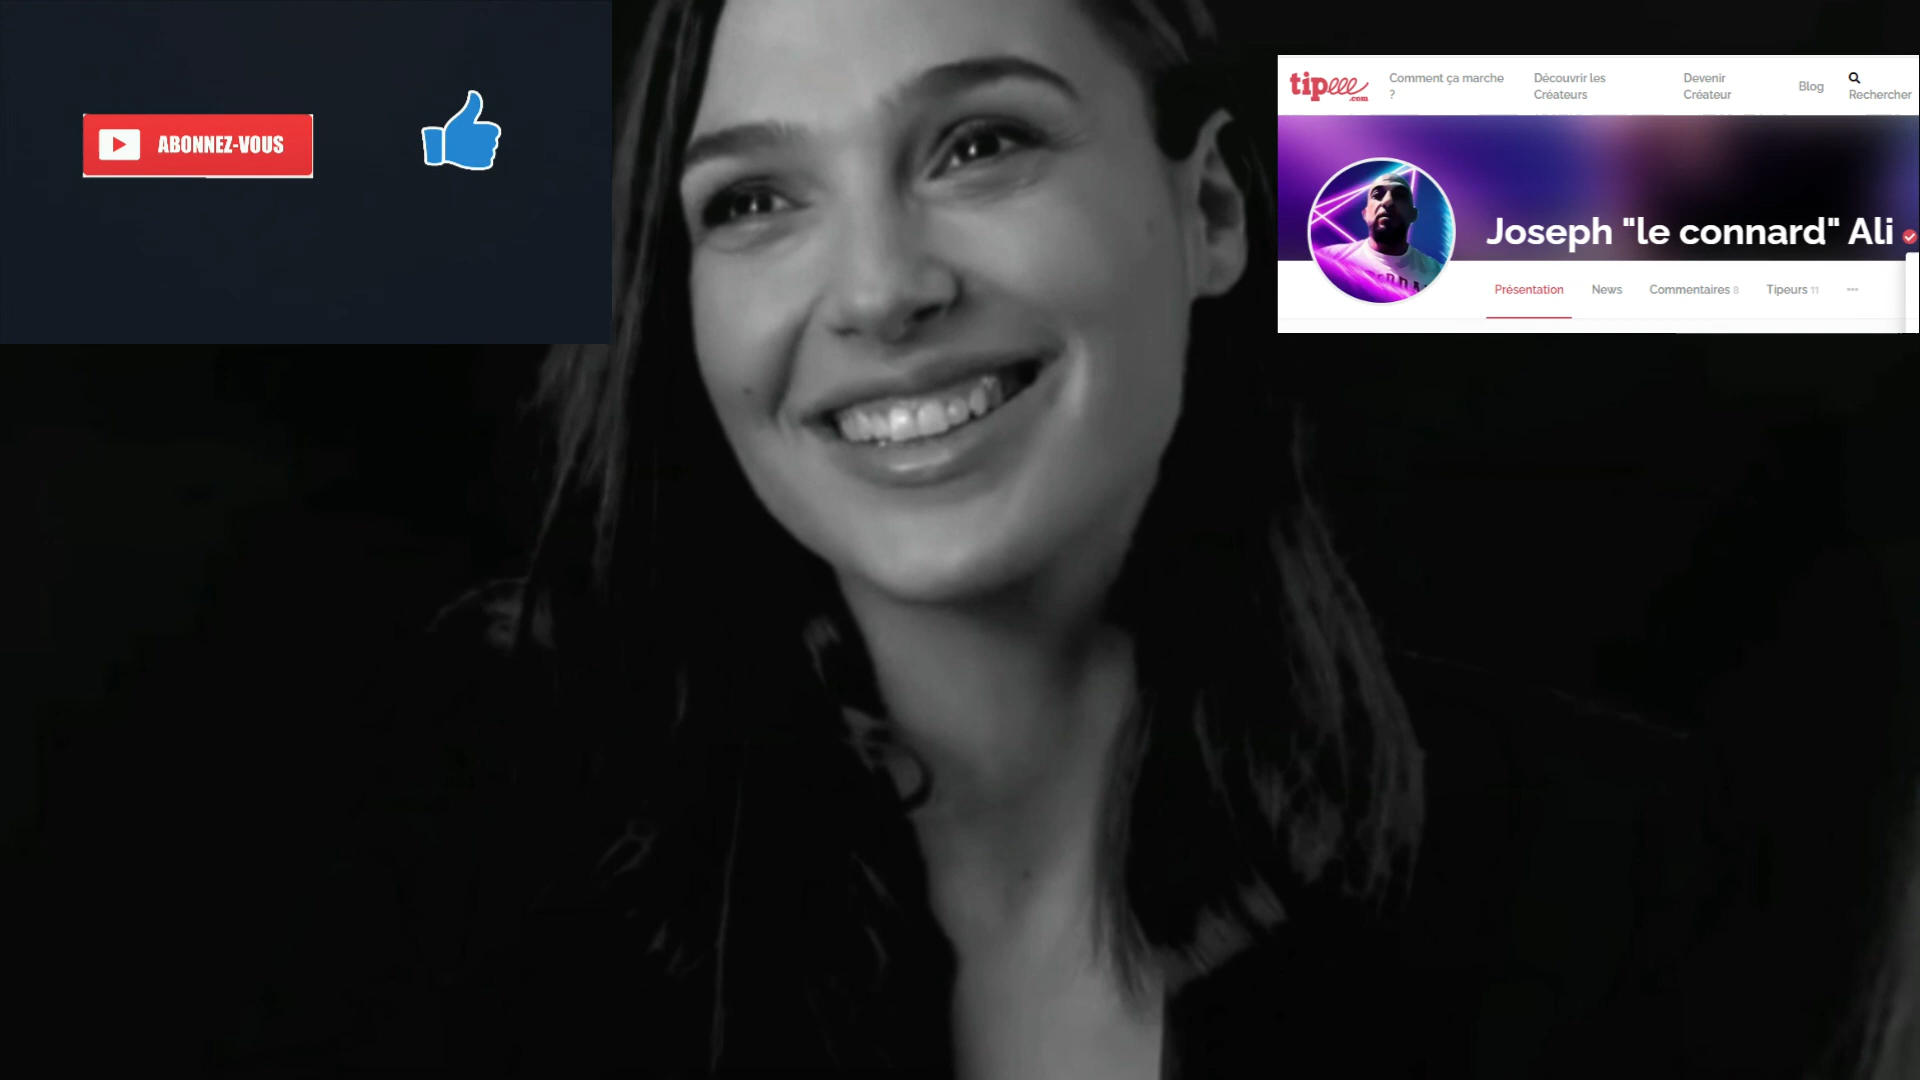 ABONNEZ-VOUS
tipeee.com
Comment ça marche
?
Découvrir les
Créateurs
Devenir
Créateur
Blog
Rechercher
Joseph "le connard" Ali
Présentation
News
Commentaires 8
Tipeurs 11